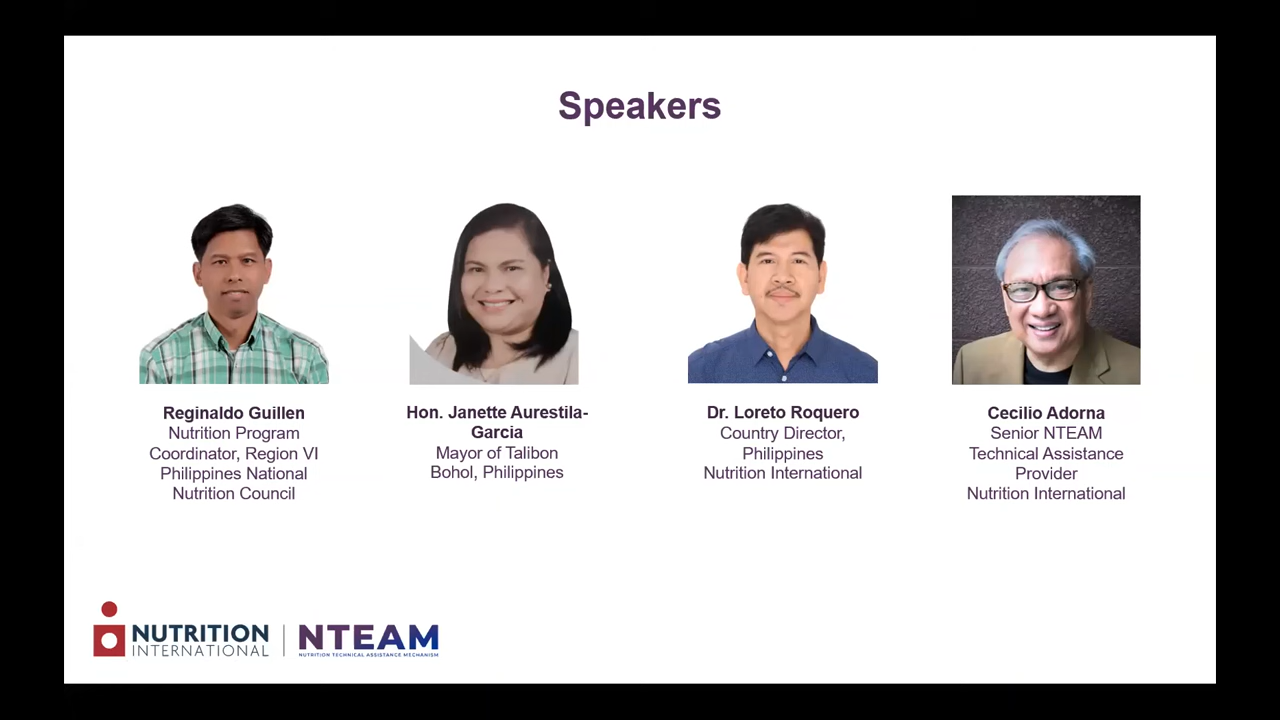 Speakers
Reginaldo Guillen
Nutrition Program
Coordinator, Region VI
Philippines National
Nutrition Council
Hon. Janette Aurestila-
Garcia
Mayor of Talibon
Bohol, Philippines
Dr. Loreto Roquero
Country Director,
Philippines
Nutrition International
Cecilio Adorna
Senior NTEAM
Technical Assistance
Provider
Nutrition International
NUTRITION
INTERNATIONAL
NTEAM
NUTRITION TECHNICAL ASSISTANCE MECHANISM